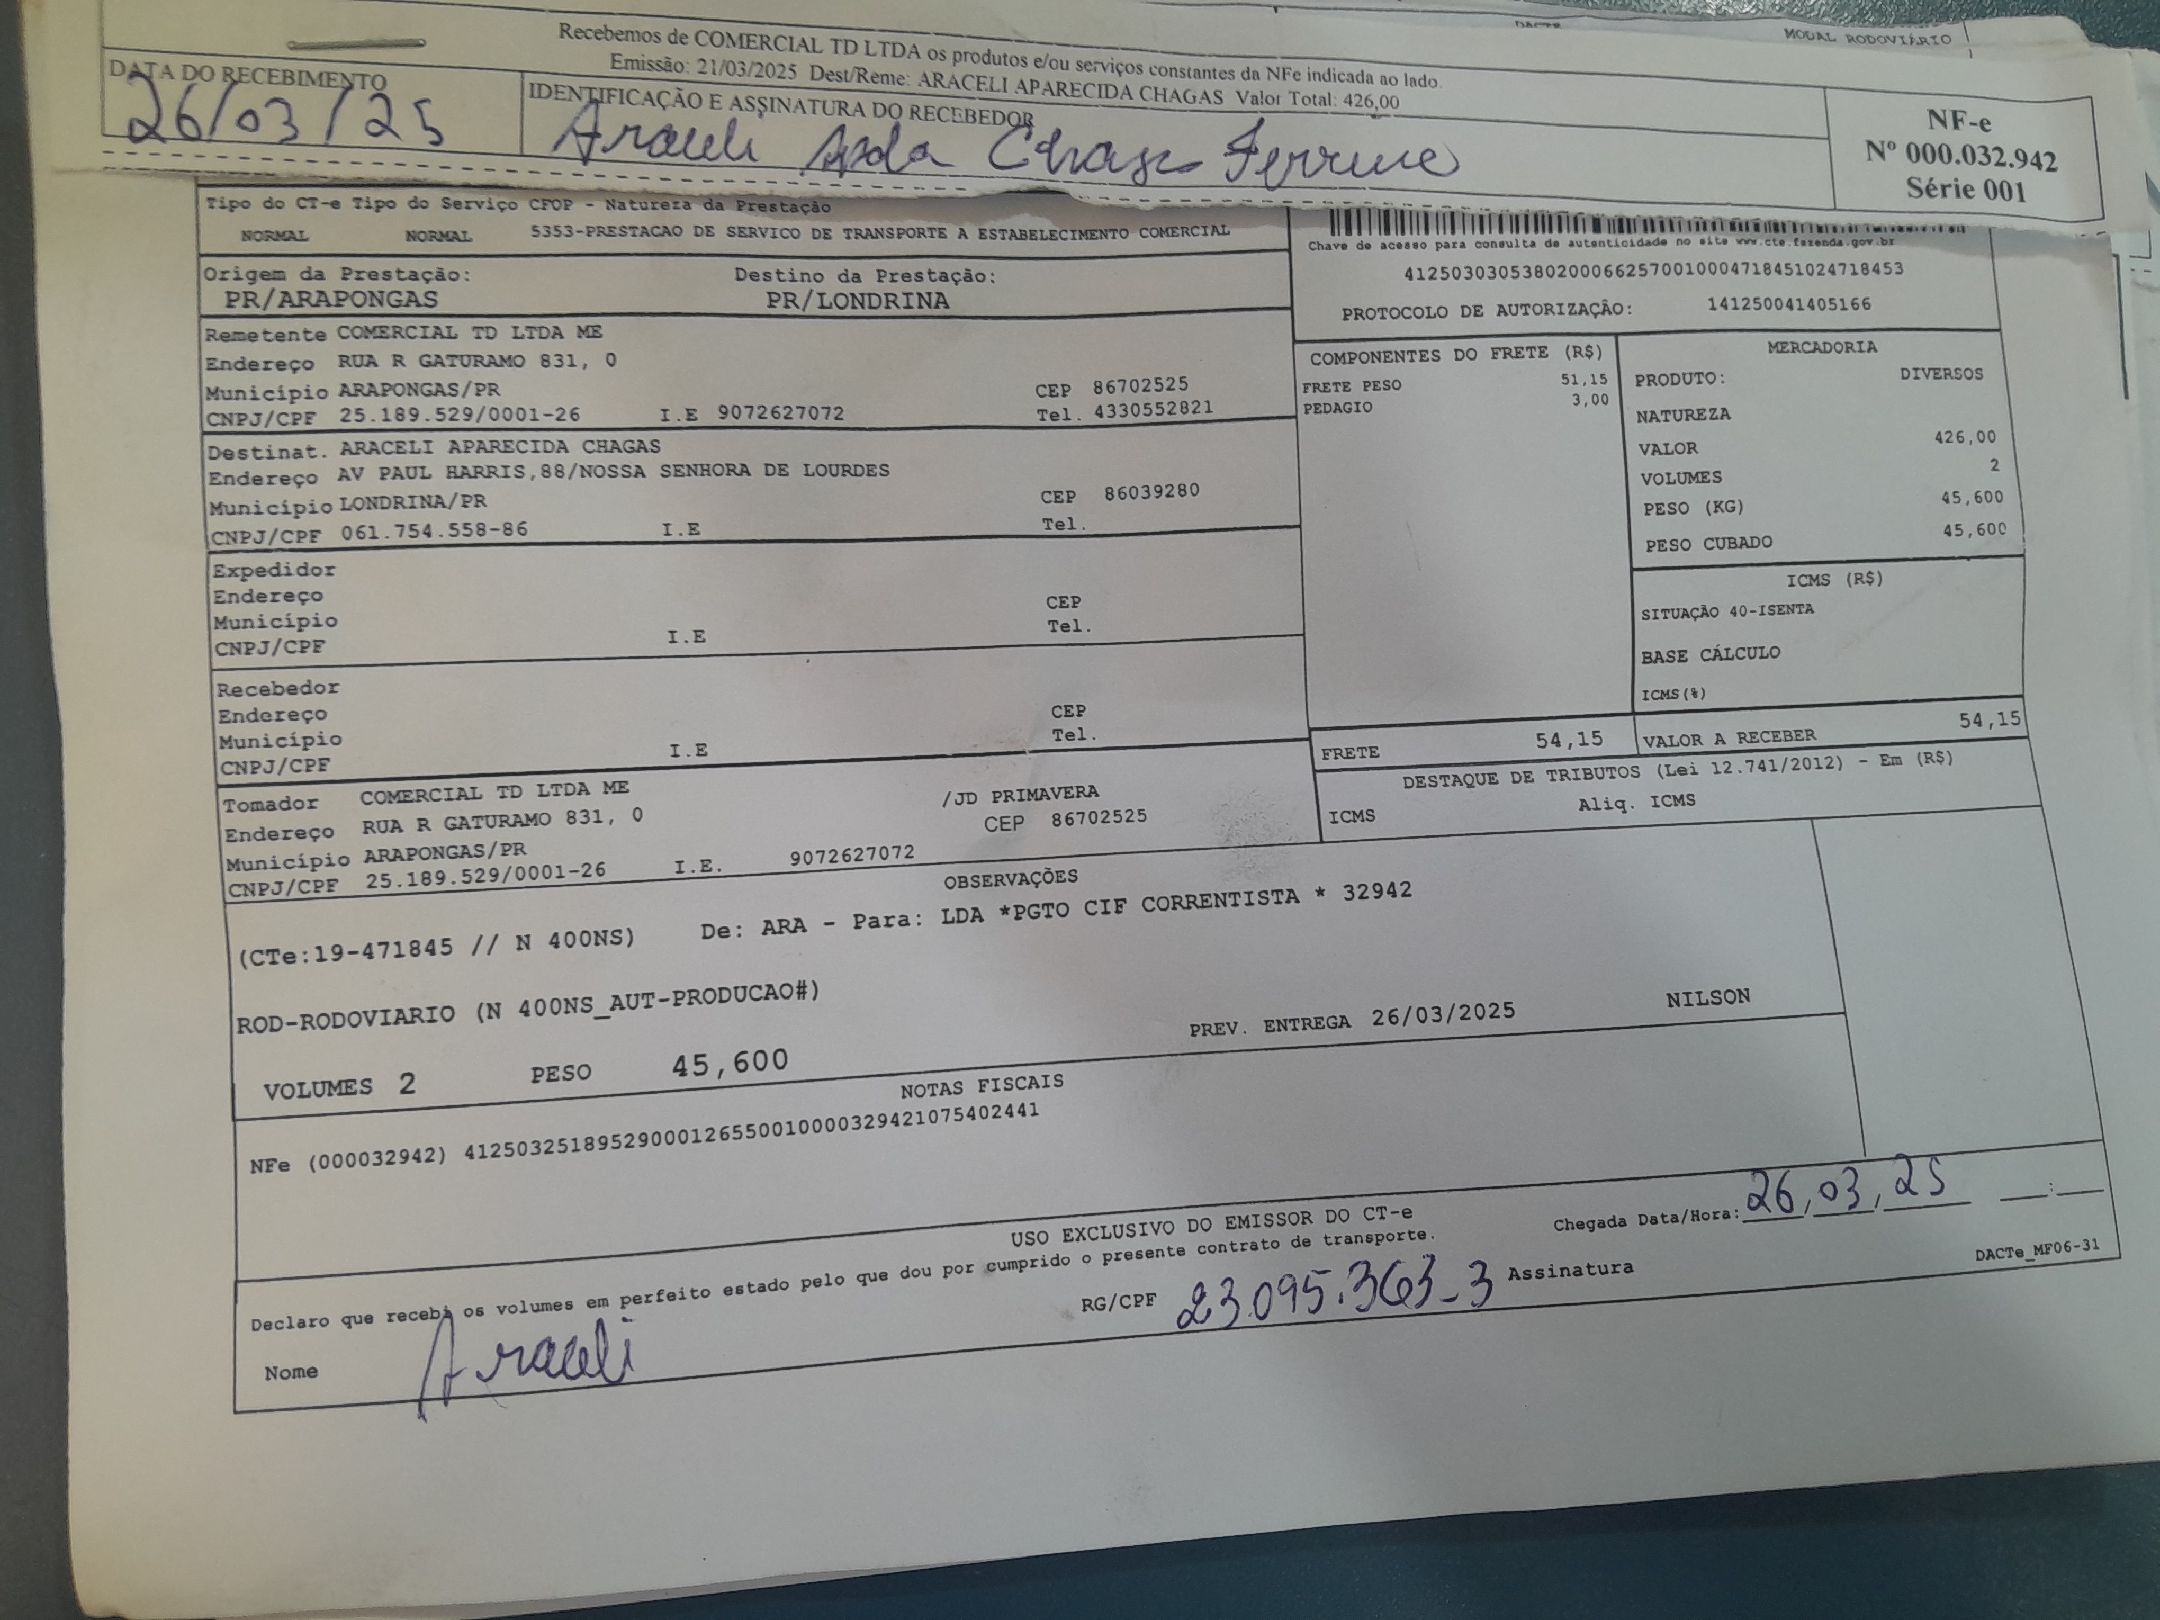 DACTE
MODAL RODOVIÁRIO
Recebemos de COMERCIAL TD LTDA os produtos e/ou serviços constantes da NFe indicada ao lado.
Emissão: 21/03/2025 Dest/Reme: ARACELI APARECIDA CHAGAS Valor Total: 426,00
DATA DO RECEBIMENTO
26/03/25
IDENTIFICAÇÃO E ASSINATURA DO RECEBEDOR
Araceli Apda Chagas
NF-e
Nº 000.032.942
Série 001
Tipo do CT-e Tipo do Serviço CFOP - Natureza da Prestação
NORMAL NORMAL 5353-PRESTACAO DE SERVICO DE TRANSPORTE A ESTABELECIMENTO COMERCIAL
Chave de acesso para consulta de autenticidade no site www.cte.fazenda.gov.br
41250303053802000662570010004718451024718453
PROTOCOLO DE AUTORIZAÇÃO: 141250041405166
Origem da Prestação: Destino da Prestação:
PR/ARAPONGAS PR/LONDRINA
Remetente COMERCIAL TD LTDA ME
Endereço RUA R GATURAMO 831, 0
Município ARAPONGAS/PR CEP 86702525
CNPJ/CPF 25.189.529/0001-26 I.E 9072627072 Tel. 4330552821
Destinat. ARACELI APARECIDA CHAGAS
Endereço AV PAUL HARRIS,88/NOSSA SENHORA DE LOURDES
Município LONDRINA/PR CEP 86039280
CNPJ/CPF 061.754.558-86 I.E Tel.
Expedidor
Endereço
Município CEP
CNPJ/CPF I.E Tel.
Recebedor
Endereço
Município CEP
CNPJ/CPF I.E Tel.
Tomador COMERCIAL TD LTDA ME /JD PRIMAVERA
Endereço RUA R GATURAMO 831, 0 CEP 86702525
Município ARAPONGAS/PR
CNPJ/CPF 25.189.529/0001-26 I.E. 9072627072
COMPONENTES DO FRETE (R$)
FRETE PESO 51,15
PEDAGIO 3,00
MERCADORIA
PRODUTO: DIVERSOS
NATUREZA
VALOR 426,00
VOLUMES 2
PESO (KG) 45,600
PESO CUBADO 45,600
ICMS (R$)
SITUAÇÃO 40-ISENTA
BASE CÁLCULO
ICMS(%)
FRETE 54,15 VALOR A RECEBER 54,15
DESTAQUE DE TRIBUTOS (Lei 12.741/2012) - Em (R$)
ICMS Aliq. ICMS
OBSERVAÇÕES
(CTe:19-471845 // N 400NS) De: ARA - Para: LDA *PGTO CIF CORRENTISTA * 32942
ROD-RODOVIARIO (N 400NS_AUT-PRODUCAO#)
PREV. ENTREGA 26/03/2025 NILSON
VOLUMES 2 PESO 45,600
NOTAS FISCAIS
NFe (000032942) 41250325189529000126550010000329421075402441
USO EXCLUSIVO DO EMISSOR DO CT-e
Chegada Data/Hora: 26/03/25 __:__
Declaro que recebi os volumes em perfeito estado pelo que dou por cumprido o presente contrato de transporte.
DACTe_MF06-31
Nome Araceli RG/CPF 23.095.363-3 Assinatura